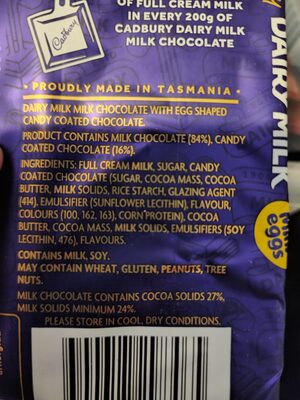 OF FULL CREAM MILK
IN EVERY 200g OF
CADBURY DAIRY MILK
MILK CHOCOLATE
Cadbury
• PROUDLY MADE IN TASMANIA •
DAIRY MILK MILK CHOCOLATE WITH EGG SHAPED
CANDY COATED CHOCOLATE.
PRODUCT CONTAINS MILK CHOCOLATE (84%), CANDY
COATED CHOCOLATE (16%).
INGREDIENTS: FULL CREAM MILK, SUGAR, CANDY
COATED CHOCOLATE (SUGAR, COCOA MASS, COCOA
BUTTER, MILK SOLIDS, RICE STARCH, GLAZING AGENT
(414), EMULSIFIER (SUNFLOWER LECITHIN), FLAVOUR,
COLOURS (100, 162, 163), CORN PROTEIN), COCOA
BUTTER, COCOA MASS, MILK SOLIDS, EMULSIFIERS (SOY
LECITHIN, 476), FLAVOURS.
CONTAINS MILK, SOY.
MAY CONTAIN WHEAT, GLUTEN, PEANUTS, TREE
NUTS.
MILK CHOCOLATE CONTAINS COCOA SOLIDS 27%,
MILK SOLIDS MINIMUM 24%.
PLEASE STORE IN COOL, DRY CONDITIONS.
DAIRY MILK
eggs